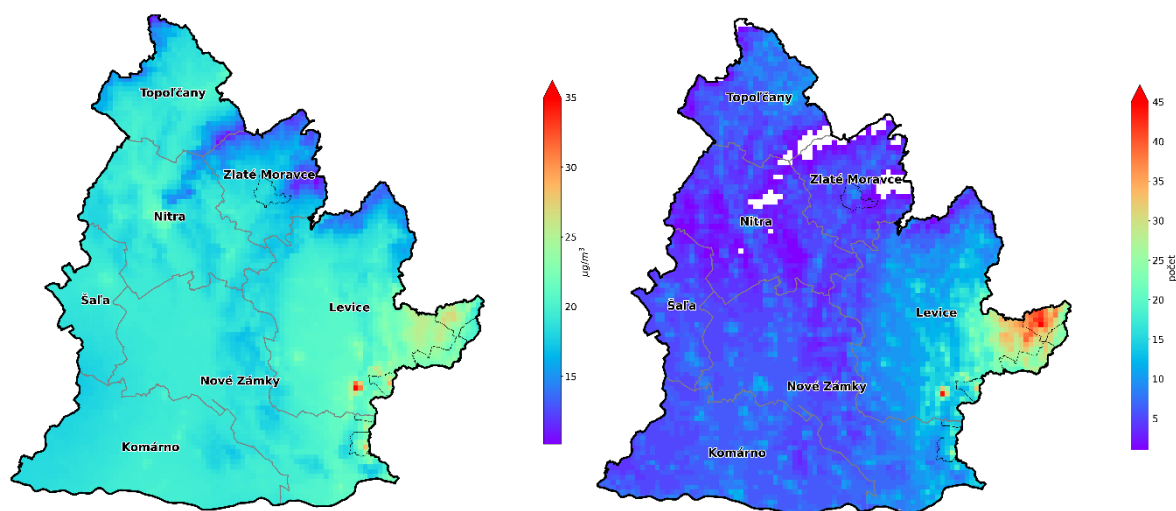 Topoľčany
Zlaté Moravce
Nitra
Šaľa
Levice
Nové Zámky
Komárno
35
30
25
20
15
µg/m³
Topoľčany
Zlaté Moravce
Nitra
Šaľa
Levice
Nové Zámky
Komárno
45
40
35
30
25
20
15
10
5
počet